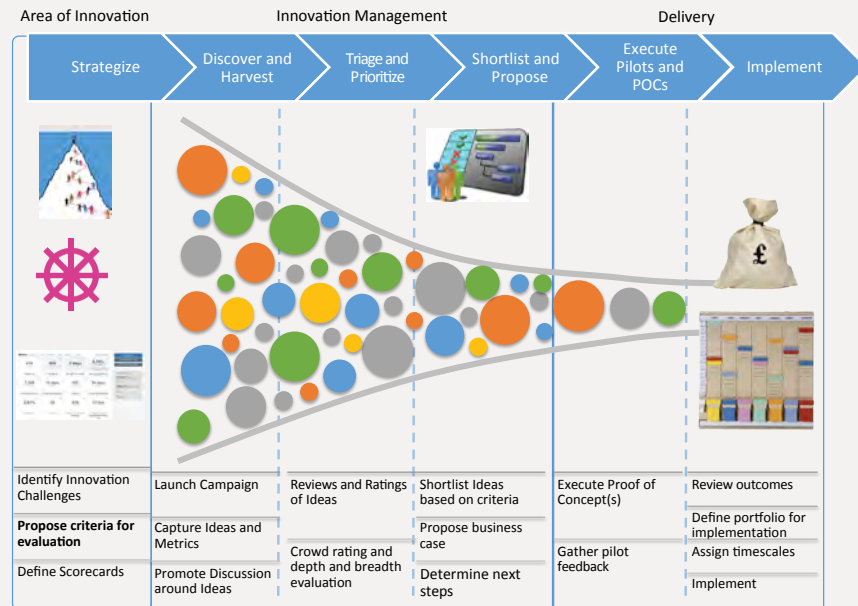 Area of Innovation
Innovation Management
Delivery
Strategize
Discover and
Harvest
Triage and
Prioritize
Shortlist and
Propose
Execute
Pilots and
POCs
Implement
£
Identify Innovation
Challenges
Propose criteria for
evaluation
Define Scorecards
Launch Campaign
Capture Ideas and
Metrics
Promote Discussion
around Ideas
Reviews and Ratings
of Ideas
Crowd rating and
depth and breadth
evaluation
Shortlist Ideas
based on criteria
Propose business
case
Determine next
steps
Execute Proof of
Concept(s)
Gather pilot
feedback
Review outcomes
Define portfolio for
implementation
Assign timescales
Implement